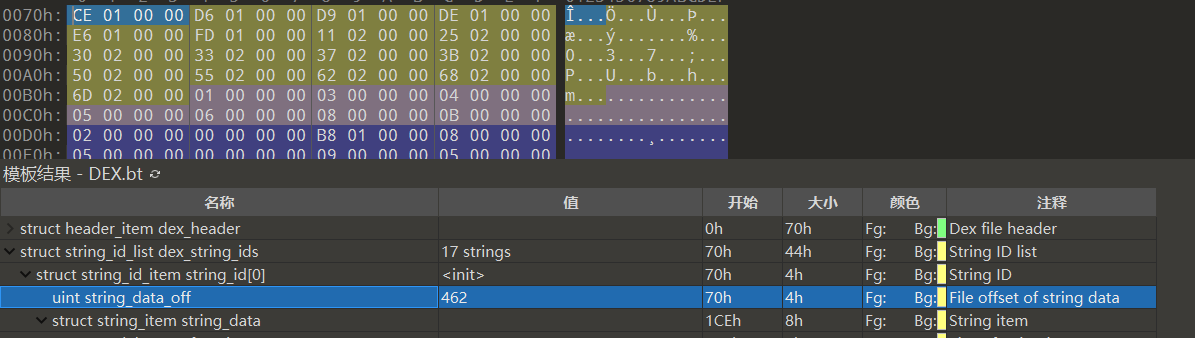 0070h: CE 01 00 00 D6 01 00 00 D9 01 00 00 DE 01 00 00 Î...Ö...Ù...Þ...
0080h: E6 01 00 00 FD 01 00 00 11 02 00 00 25 02 00 00 æ...ý.......%...
0090h: 30 02 00 00 33 02 00 00 37 02 00 00 3B 02 00 00 0...3...7...;...
00A0h: 50 02 00 00 55 02 00 00 62 02 00 00 68 02 00 00 P...U...b...h...
00B0h: 6D 02 00 00 01 00 00 00 03 00 00 00 04 00 00 00 m...............
00C0h: 05 00 00 00 06 00 00 00 08 00 00 00 0B 00 00 00 ................
00D0h: 02 00 00 00 00 00 00 00 B8 01 00 00 08 00 00 00 ........¸.......
00E0h: 05 00 00 00 00 00 00 00 09 00 00 00 05 00 00 00
模板结果 - DEX.bt
名称 值 开始 大小 颜色 注释
struct header_item dex_header 0h 70h Fg: Bg: Dex file header
struct string_id_list dex_string_ids 17 strings 70h 44h Fg: Bg: String ID list
struct string_id_item string_id[0] <init> 70h 4h Fg: Bg: String ID
uint string_data_off 462 70h 4h Fg: Bg: File offset of string data
struct string_item string_data 1CEh 8h Fg: Bg: String item